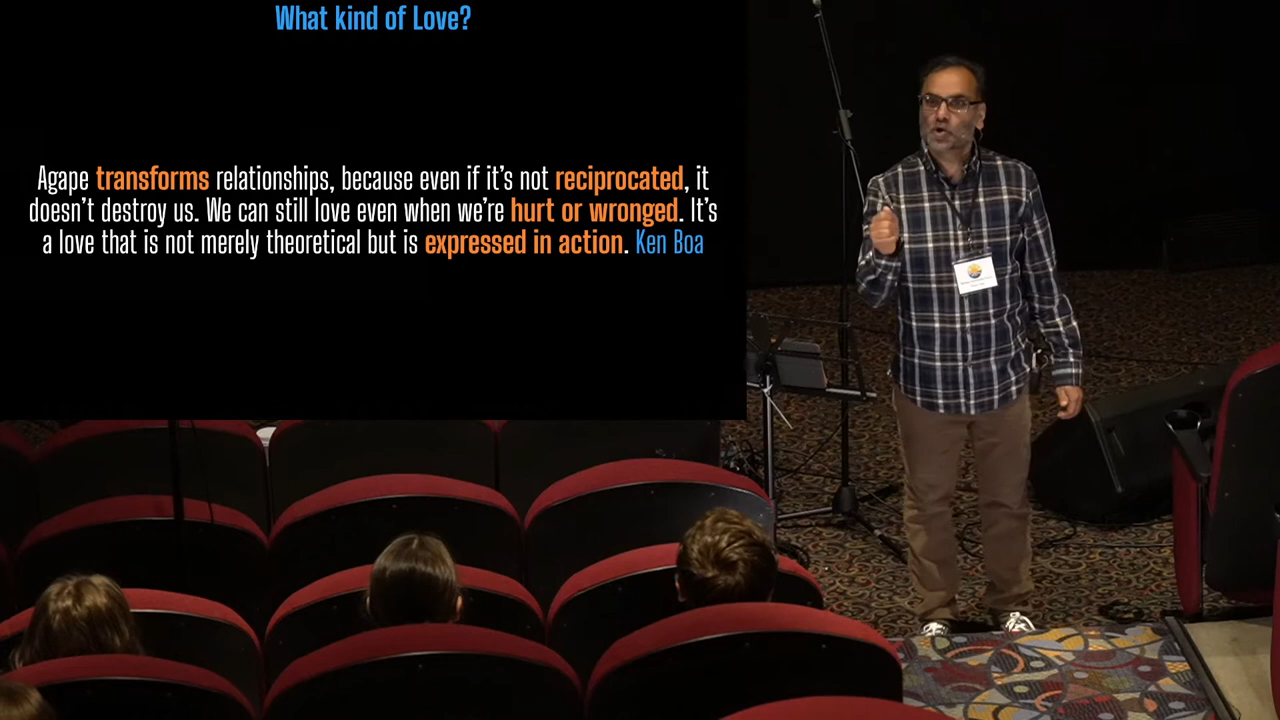 What kind of Love?
Agape transforms relationships, because even if it's not reciprocated, it
doesn't destroy us. We can still love even when we're hurt or wronged. It's
a love that is not merely theoretical but is expressed in action. Ken Boa